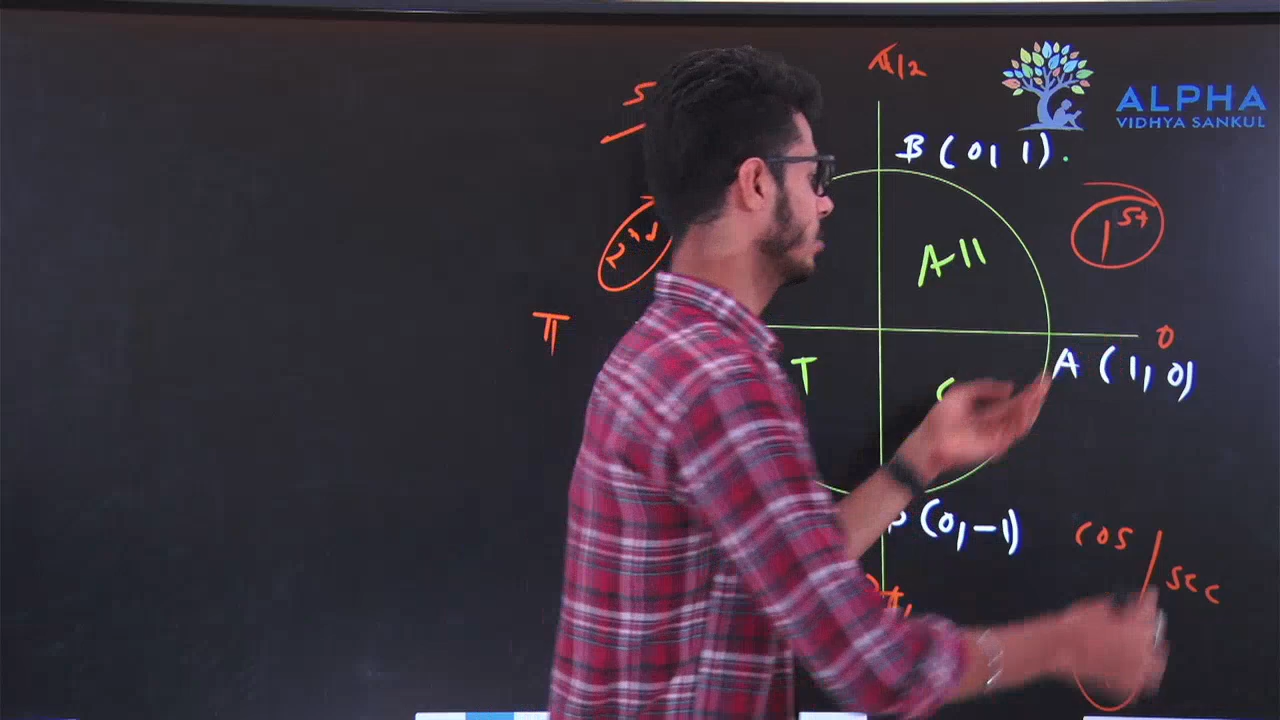 π/2
ALPHA
VIDHYA SANKUL
S
B (0, 1)
1st
2nd
All
π
0
T
C
A (1, 0)
(0, -1)
cos
sec